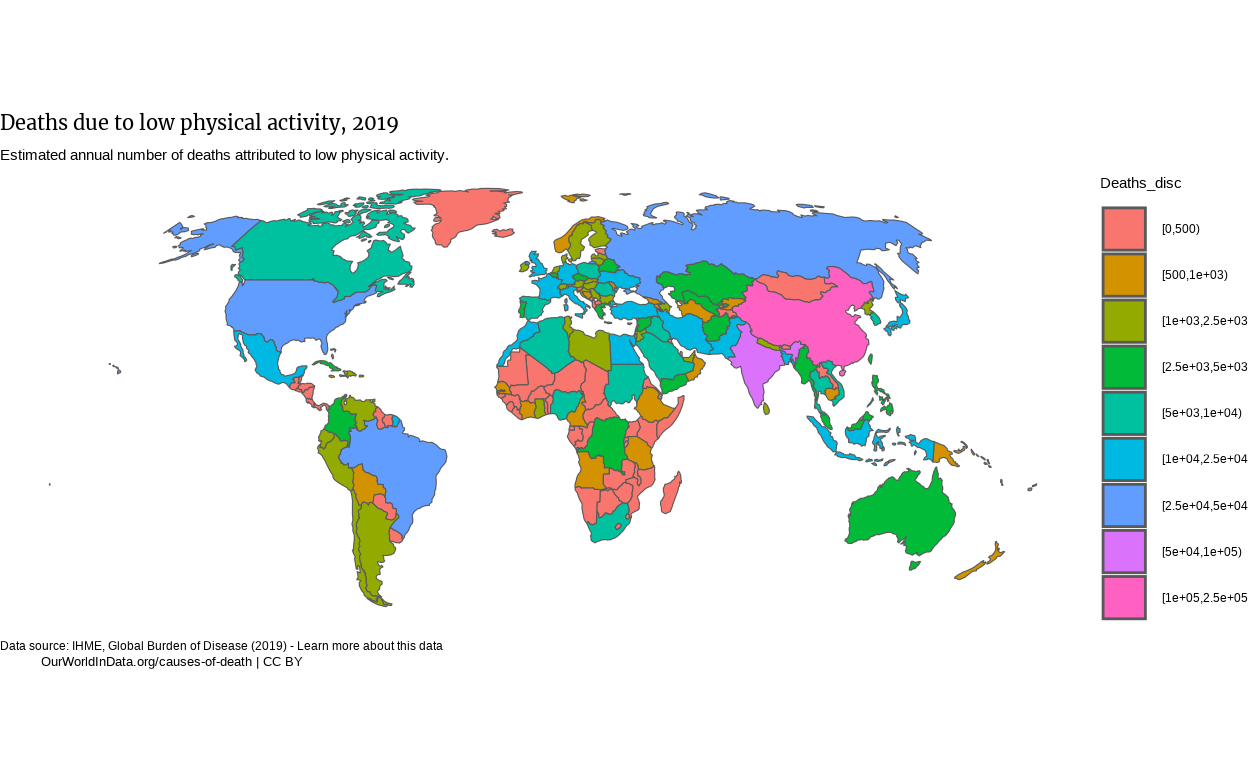 Deaths due to low physical activity, 2019
Estimated annual number of deaths attributed to low physical activity.
Deaths_disc
[0,500)
[500,1e+03)
[1e+03,2.5e+03
[2.5e+03,5e+03
[5e+03,1e+04)
[1e+04,2.5e+04
[2.5e+04,5e+04
[5e+04,1e+05)
[1e+05,2.5e+05
Data source: IHME, Global Burden of Disease (2019) - Learn more about this data
OurWorldInData.org/causes-of-death | CC BY